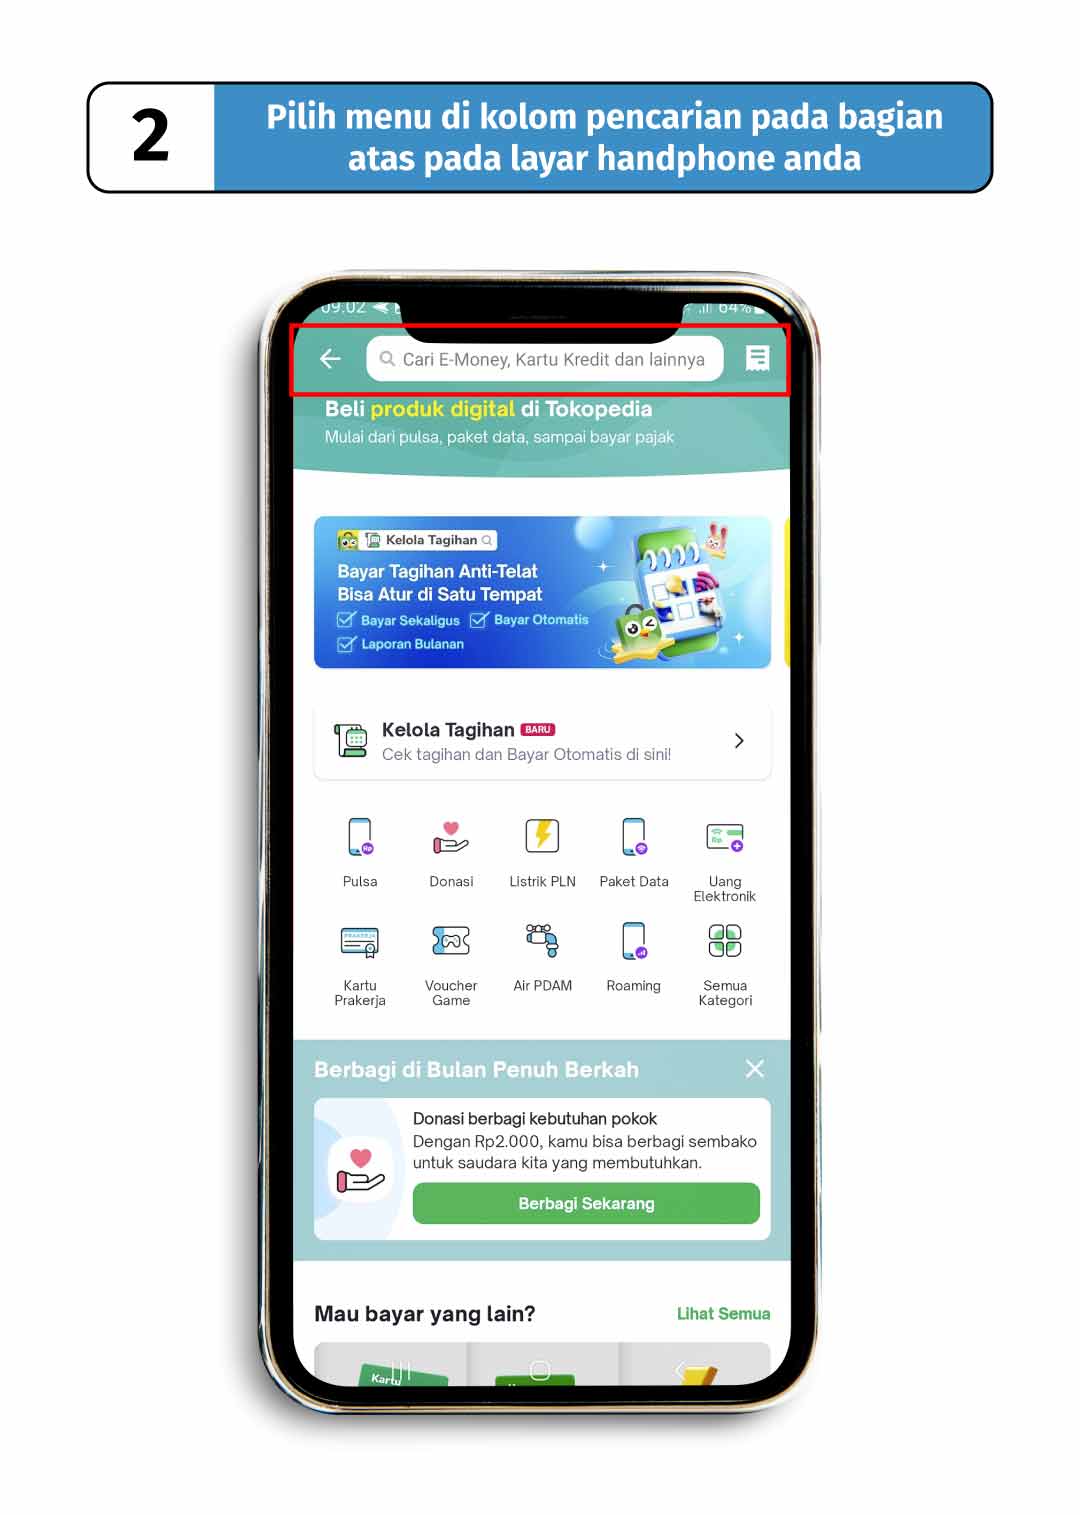 2
Pilih menu di kolom pencarian pada bagian
atas pada layar handphone anda
09.02
64%
Cari E-Money, Kartu Kredit dan lainnya
Beli produk digital di Tokopedia
Mulai dari pulsa, paket data, sampai bayar pajak
Kelola Tagihan
Bayar Tagihan Anti-Telat
Bisa Atur di Satu Tempat
Bayar Sekaligus Bayar Otomatis
Laporan Bulanan
Kelola Tagihan BARU
Cek tagihan dan Bayar Otomatis di sini!
Rp
Rp
Pulsa Donasi Listrik PLN Paket Data Uang
Elektronik
PRAKERJA
Kartu Voucher Air PDAM Roaming Semua
Prakerja Game Kategori
Berbagi di Bulan Penuh Berkah
Donasi berbagi kebutuhan pokok
Dengan Rp2.000, kamu bisa berbagi sembako
untuk saudara kita yang membutuhkan.
Berbagi Sekarang
Mau bayar yang lain? Lihat Semua
Kartu